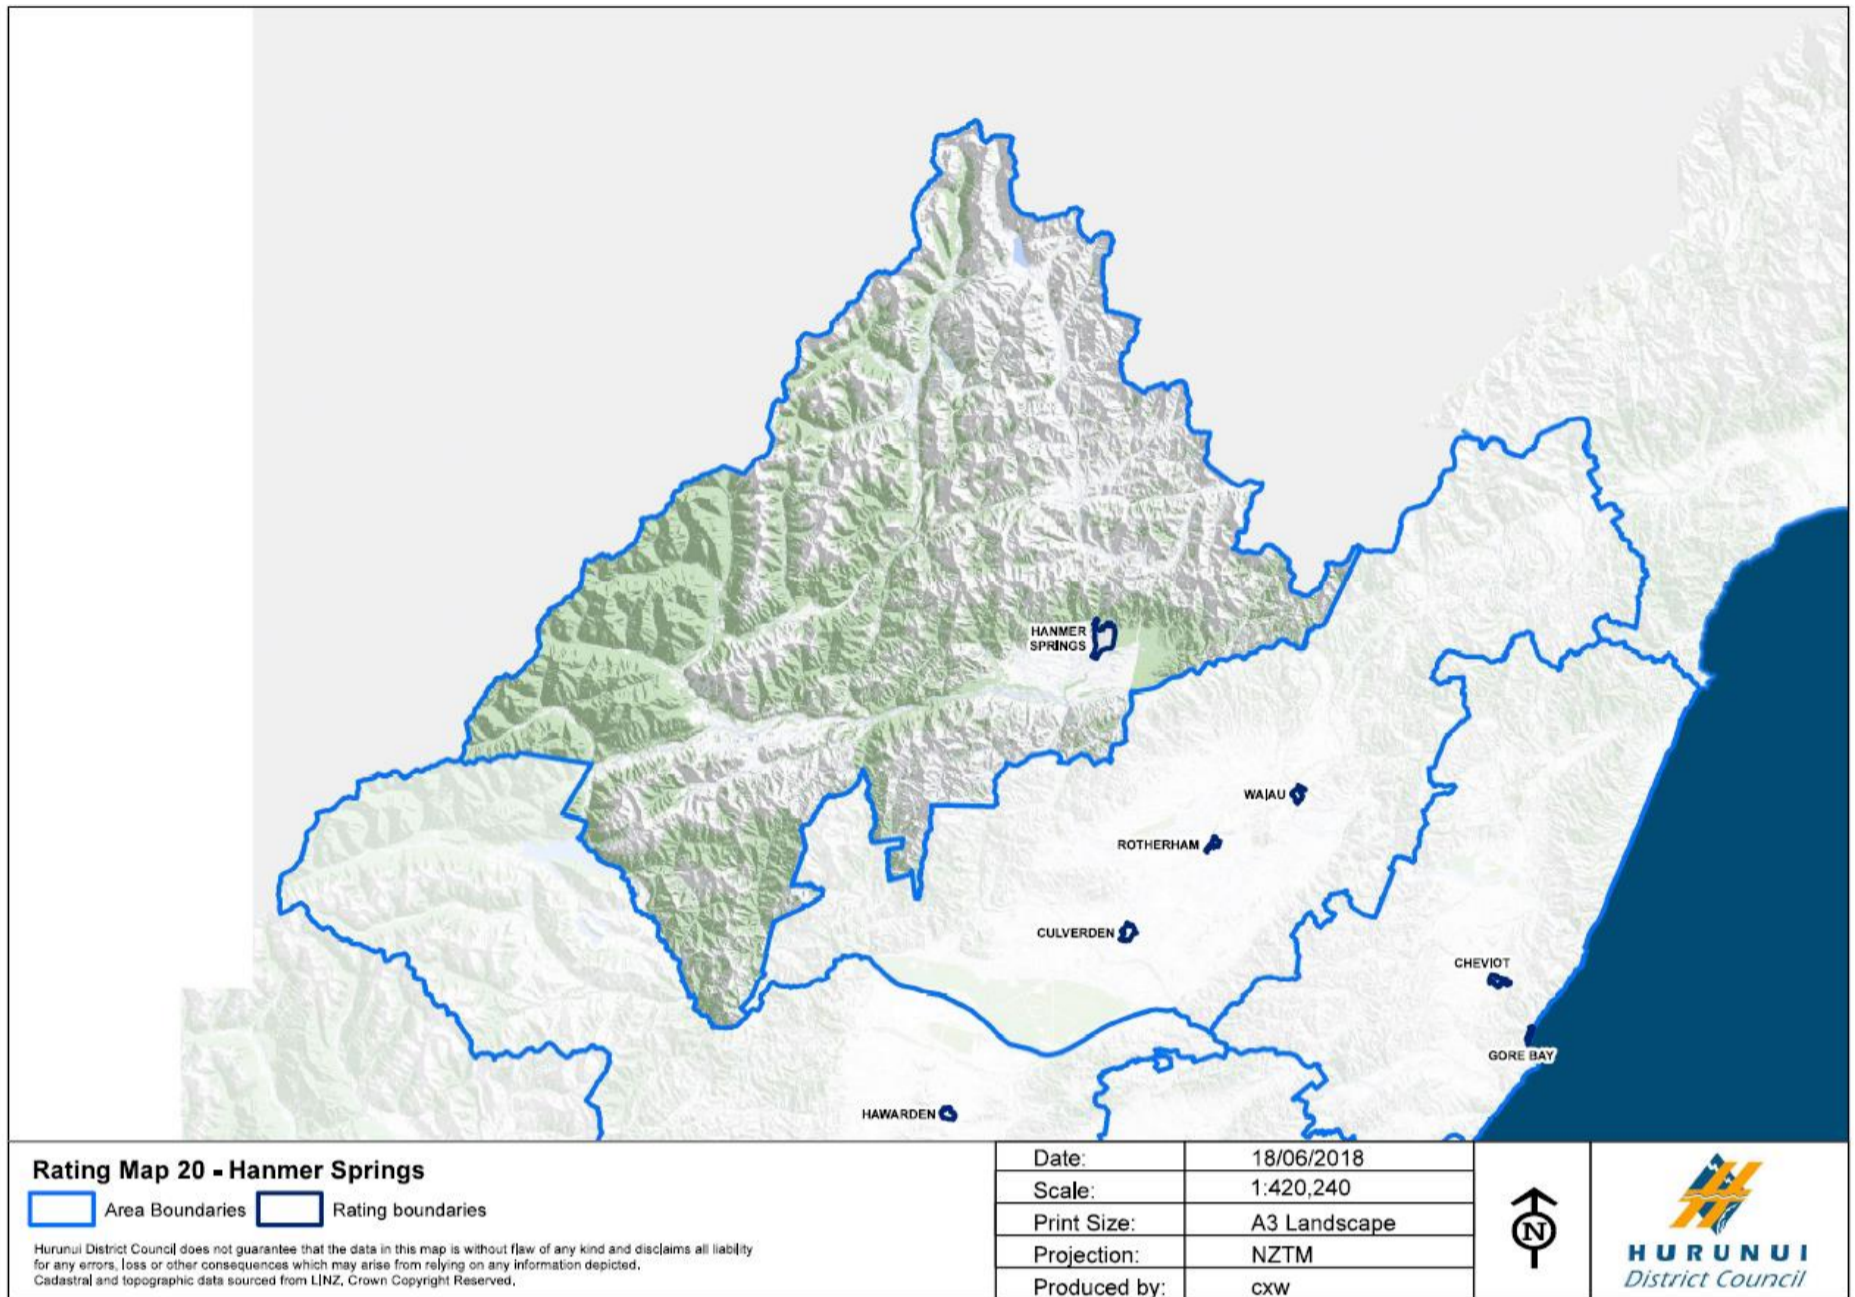 HANMER
SPRINGS
WAIAU
ROTHERHAM
CULVERDEN
CHEVIOT
GORE BAY
HAWARDEN
Rating Map 20 - Hanmer Springs
Area Boundaries Rating boundaries
Hurunui District Council does not guarantee that the data in this map is without flaw of any kind and disclaims all liability
for any errors, loss or other consequences which may arise from relying on any information depicted.
Cadastral and topographic data sourced from LINZ, Crown Copyright Reserved.
Date: 18/06/2018
Scale: 1:420,240
Print Size: A3 Landscape
Projection: NZTM
Produced by: cxw
N
HURUNUI
District Council